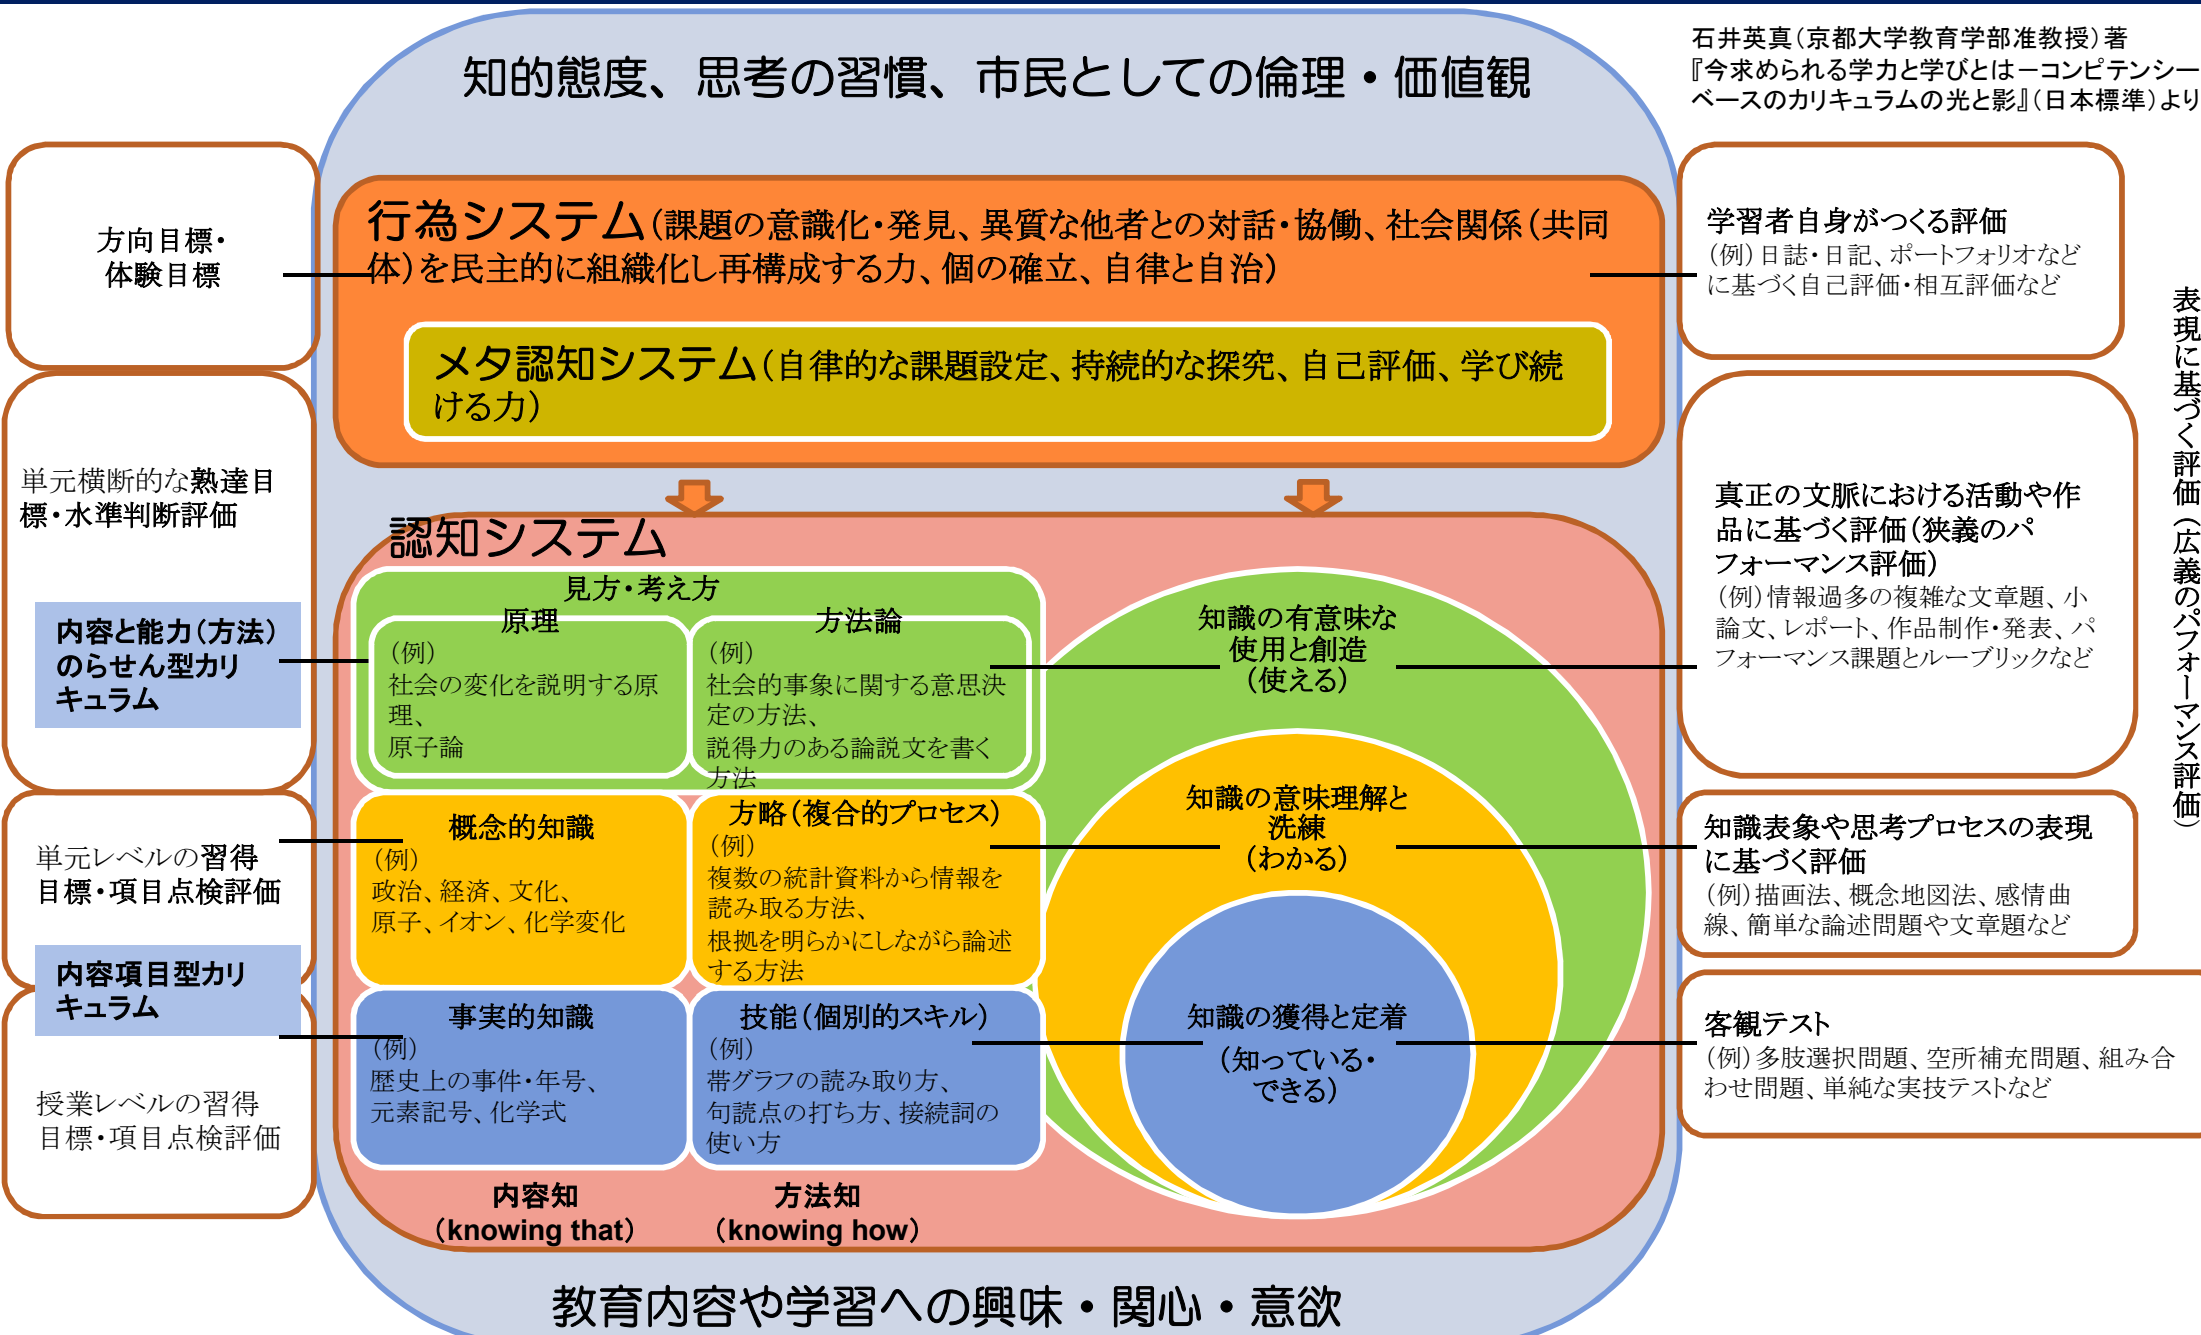 石井英真（京都大学教育学部准教授）著
『今求められる学力と学びとは－コンピテンシー
ベースのカリキュラムの光と影』（日本標準）より
知的態度、思考の習慣、市民としての倫理・価値観
方向目標・
体験目標
行為システム（課題の意識化・発見、異質な他者との対話・協働、社会関係（共同
体）を民主的に組織化し再構成する力、個の確立、自律と自治）
メタ認知システム（自律的な課題設定、持続的な探究、自己評価、学び続
ける力）
学習者自身がつくる評価
（例）日誌・日記、ポートフォリオなど
に基づく自己評価・相互評価など
表現に基づく評価（広義のパフォーマンス評価）
単元横断的な熟達目
標・水準判断評価
内容と能力（方法）
のらせん型カリ
キュラム
認知システム
見方・考え方
原理
（例）
社会の変化を説明する原
理、
原子論
方法論
（例）
社会的事象に関する意思決
定の方法、
説得力のある論説文を書く
方法
知識の有意味な
使用と創造
（使える）
真正の文脈における活動や作
品に基づく評価（狭義のパ
フォーマンス評価）
（例）情報過多の複雑な文章題、小
論文、レポート、作品制作・発表、パ
フォーマンス課題とルーブリックなど
単元レベルの習得
目標・項目点検評価
内容項目型カリ
キュラム
概念的知識
（例）
政治、経済、文化、
原子、イオン、化学変化
方略（複合的プロセス）
（例）
複数の統計資料から情報を
読み取る方法、
根拠を明らかにしながら論述
する方法
知識の意味理解と
洗練
（わかる）
知識表象や思考プロセスの表現
に基づく評価
（例）描画法、概念地図法、感情曲
線、簡単な論述問題や文章題など
授業レベルの習得
目標・項目点検評価
事実的知識
（例）
歴史上の事件・年号、
元素記号、化学式
技能（個別的スキル）
（例）
帯グラフの読み取り方、
句読点の打ち方、接続詞の
使い方
知識の獲得と定着
（知っている・
できる）
客観テスト
（例）多肢選択問題、空所補充問題、組み合
わせ問題、単純な実技テストなど
内容知
（knowing that）
方法知
（knowing how）
教育内容や学習への興味・関心・意欲